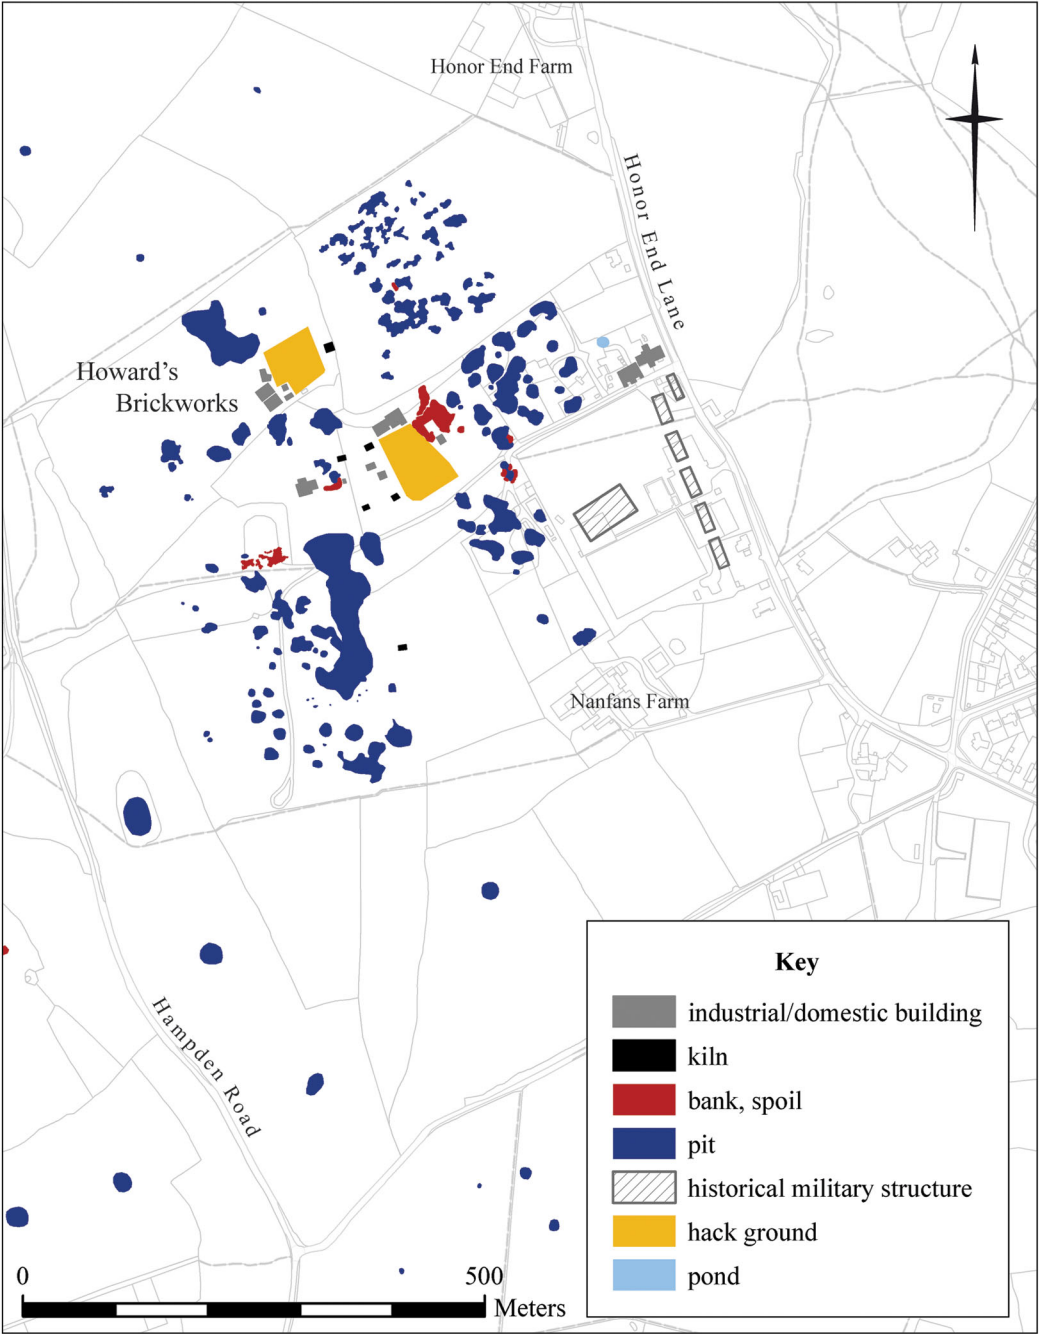 Honor End Farm
Honor End Lane
Howard's
Brickworks
Nanfans Farm
Hampden Road
Key
industrial/domestic building
kiln
bank, spoil
pit
historical military structure
hack ground
pond
0 500
Meters